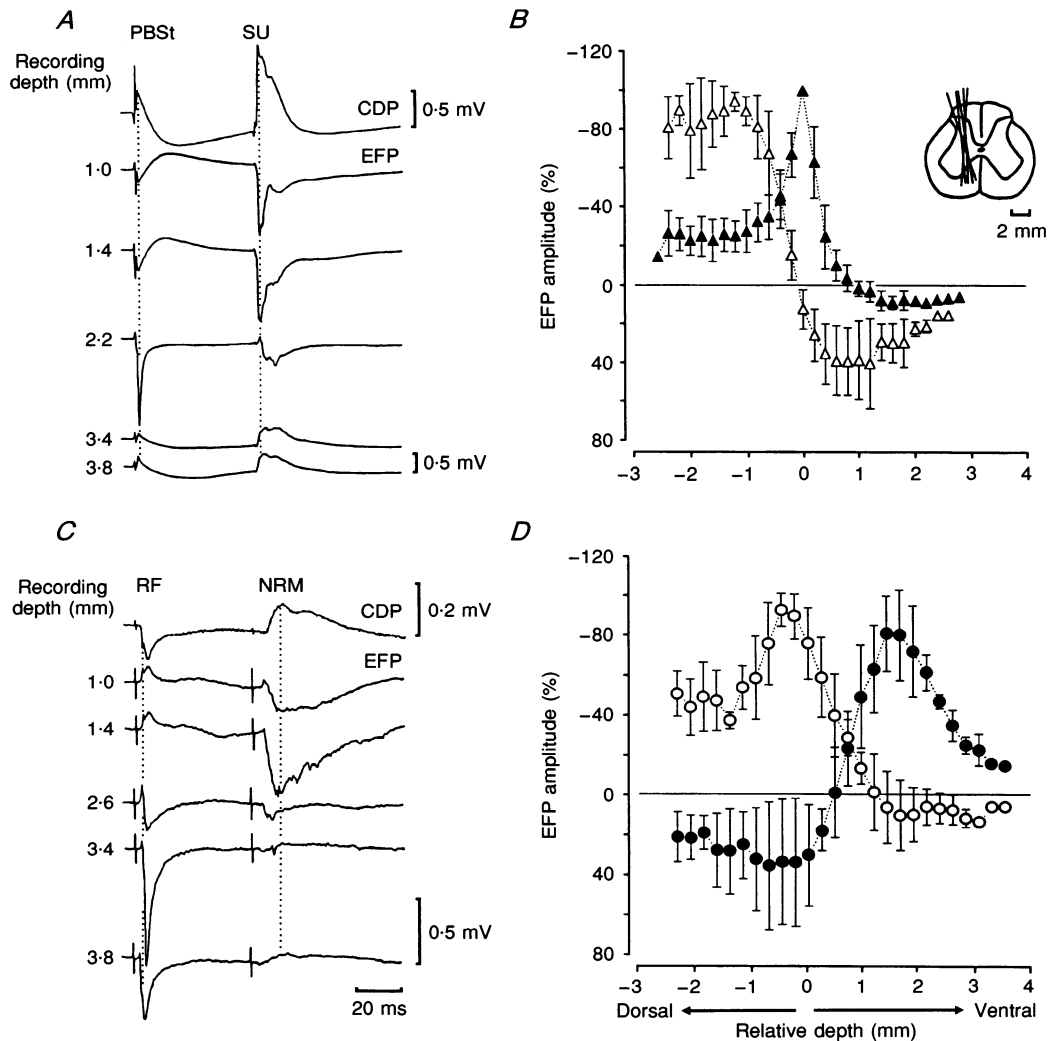 A
PBSt
SU
Recording
depth (mm)
CDP
0·5 mV
EFP
1·0
1·4
2·2
3·4
3·8
0·5 mV
B
−120
−80
−40
0
40
80
EFP amplitude (%)
2 mm
−3
−2
−1
0
1
2
3
4
C
Recording
depth (mm)
RF
NRM
CDP
0·2 mV
EFP
1·0
1·4
2·6
3·4
3·8
0·5 mV
20 ms
D
−120
−80
−40
0
40
80
EFP amplitude (%)
−3
−2
−1
0
1
2
3
4
Dorsal
Ventral
Relative depth (mm)